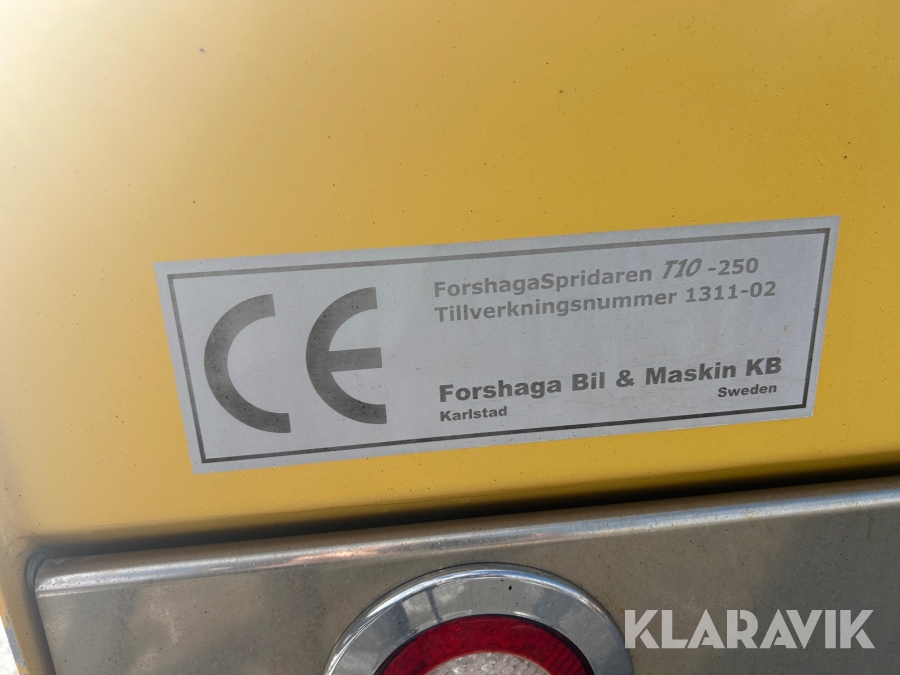 CE
ForshagaSpridaren T10 -250
Tillverkningsnummer 1311-02
Forshaga Bil & Maskin KB
Karlstad Sweden
KLARAVIK